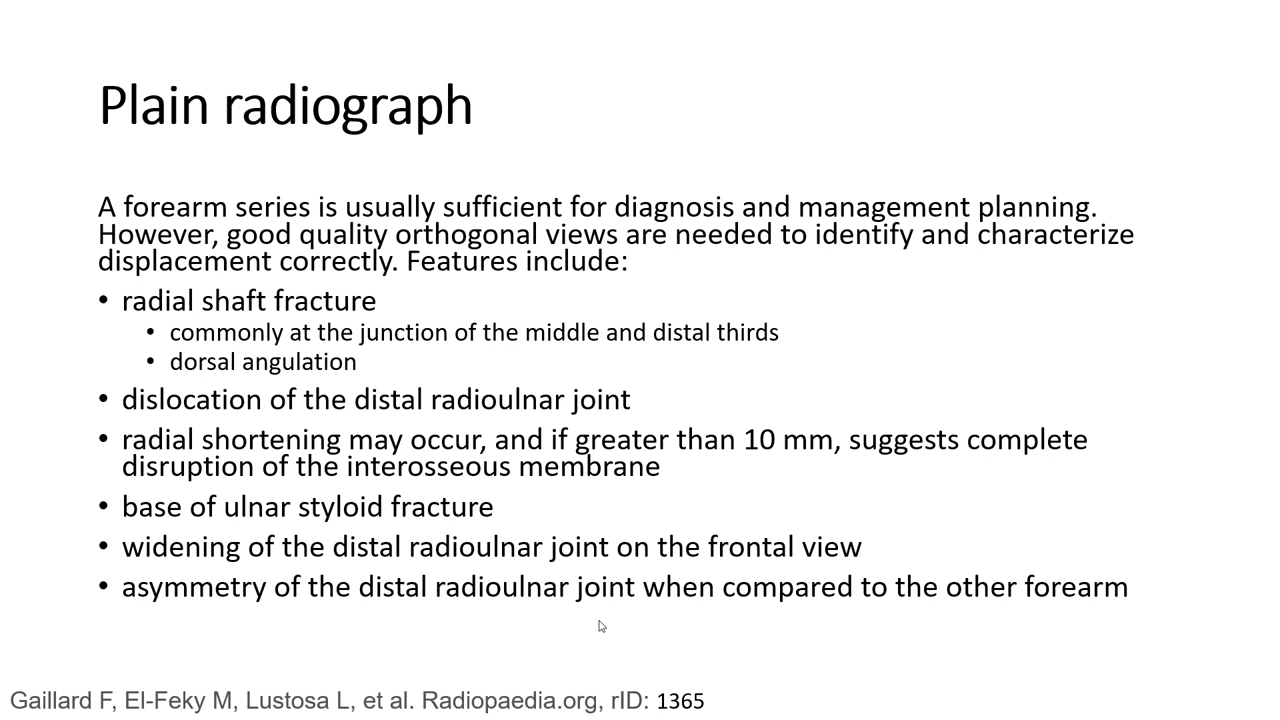 Plain radiograph
A forearm series is usually sufficient for diagnosis and management planning.
However, good quality orthogonal views are needed to identify and characterize
displacement correctly. Features include:
• radial shaft fracture
• commonly at the junction of the middle and distal thirds
• dorsal angulation
• dislocation of the distal radioulnar joint
• radial shortening may occur, and if greater than 10 mm, suggests complete
disruption of the interosseous membrane
• base of ulnar styloid fracture
• widening of the distal radioulnar joint on the frontal view
• asymmetry of the distal radioulnar joint when compared to the other forearm
Gaillard F, El-Feky M, Lustosa L, et al. Radiopaedia.org, rID: 1365